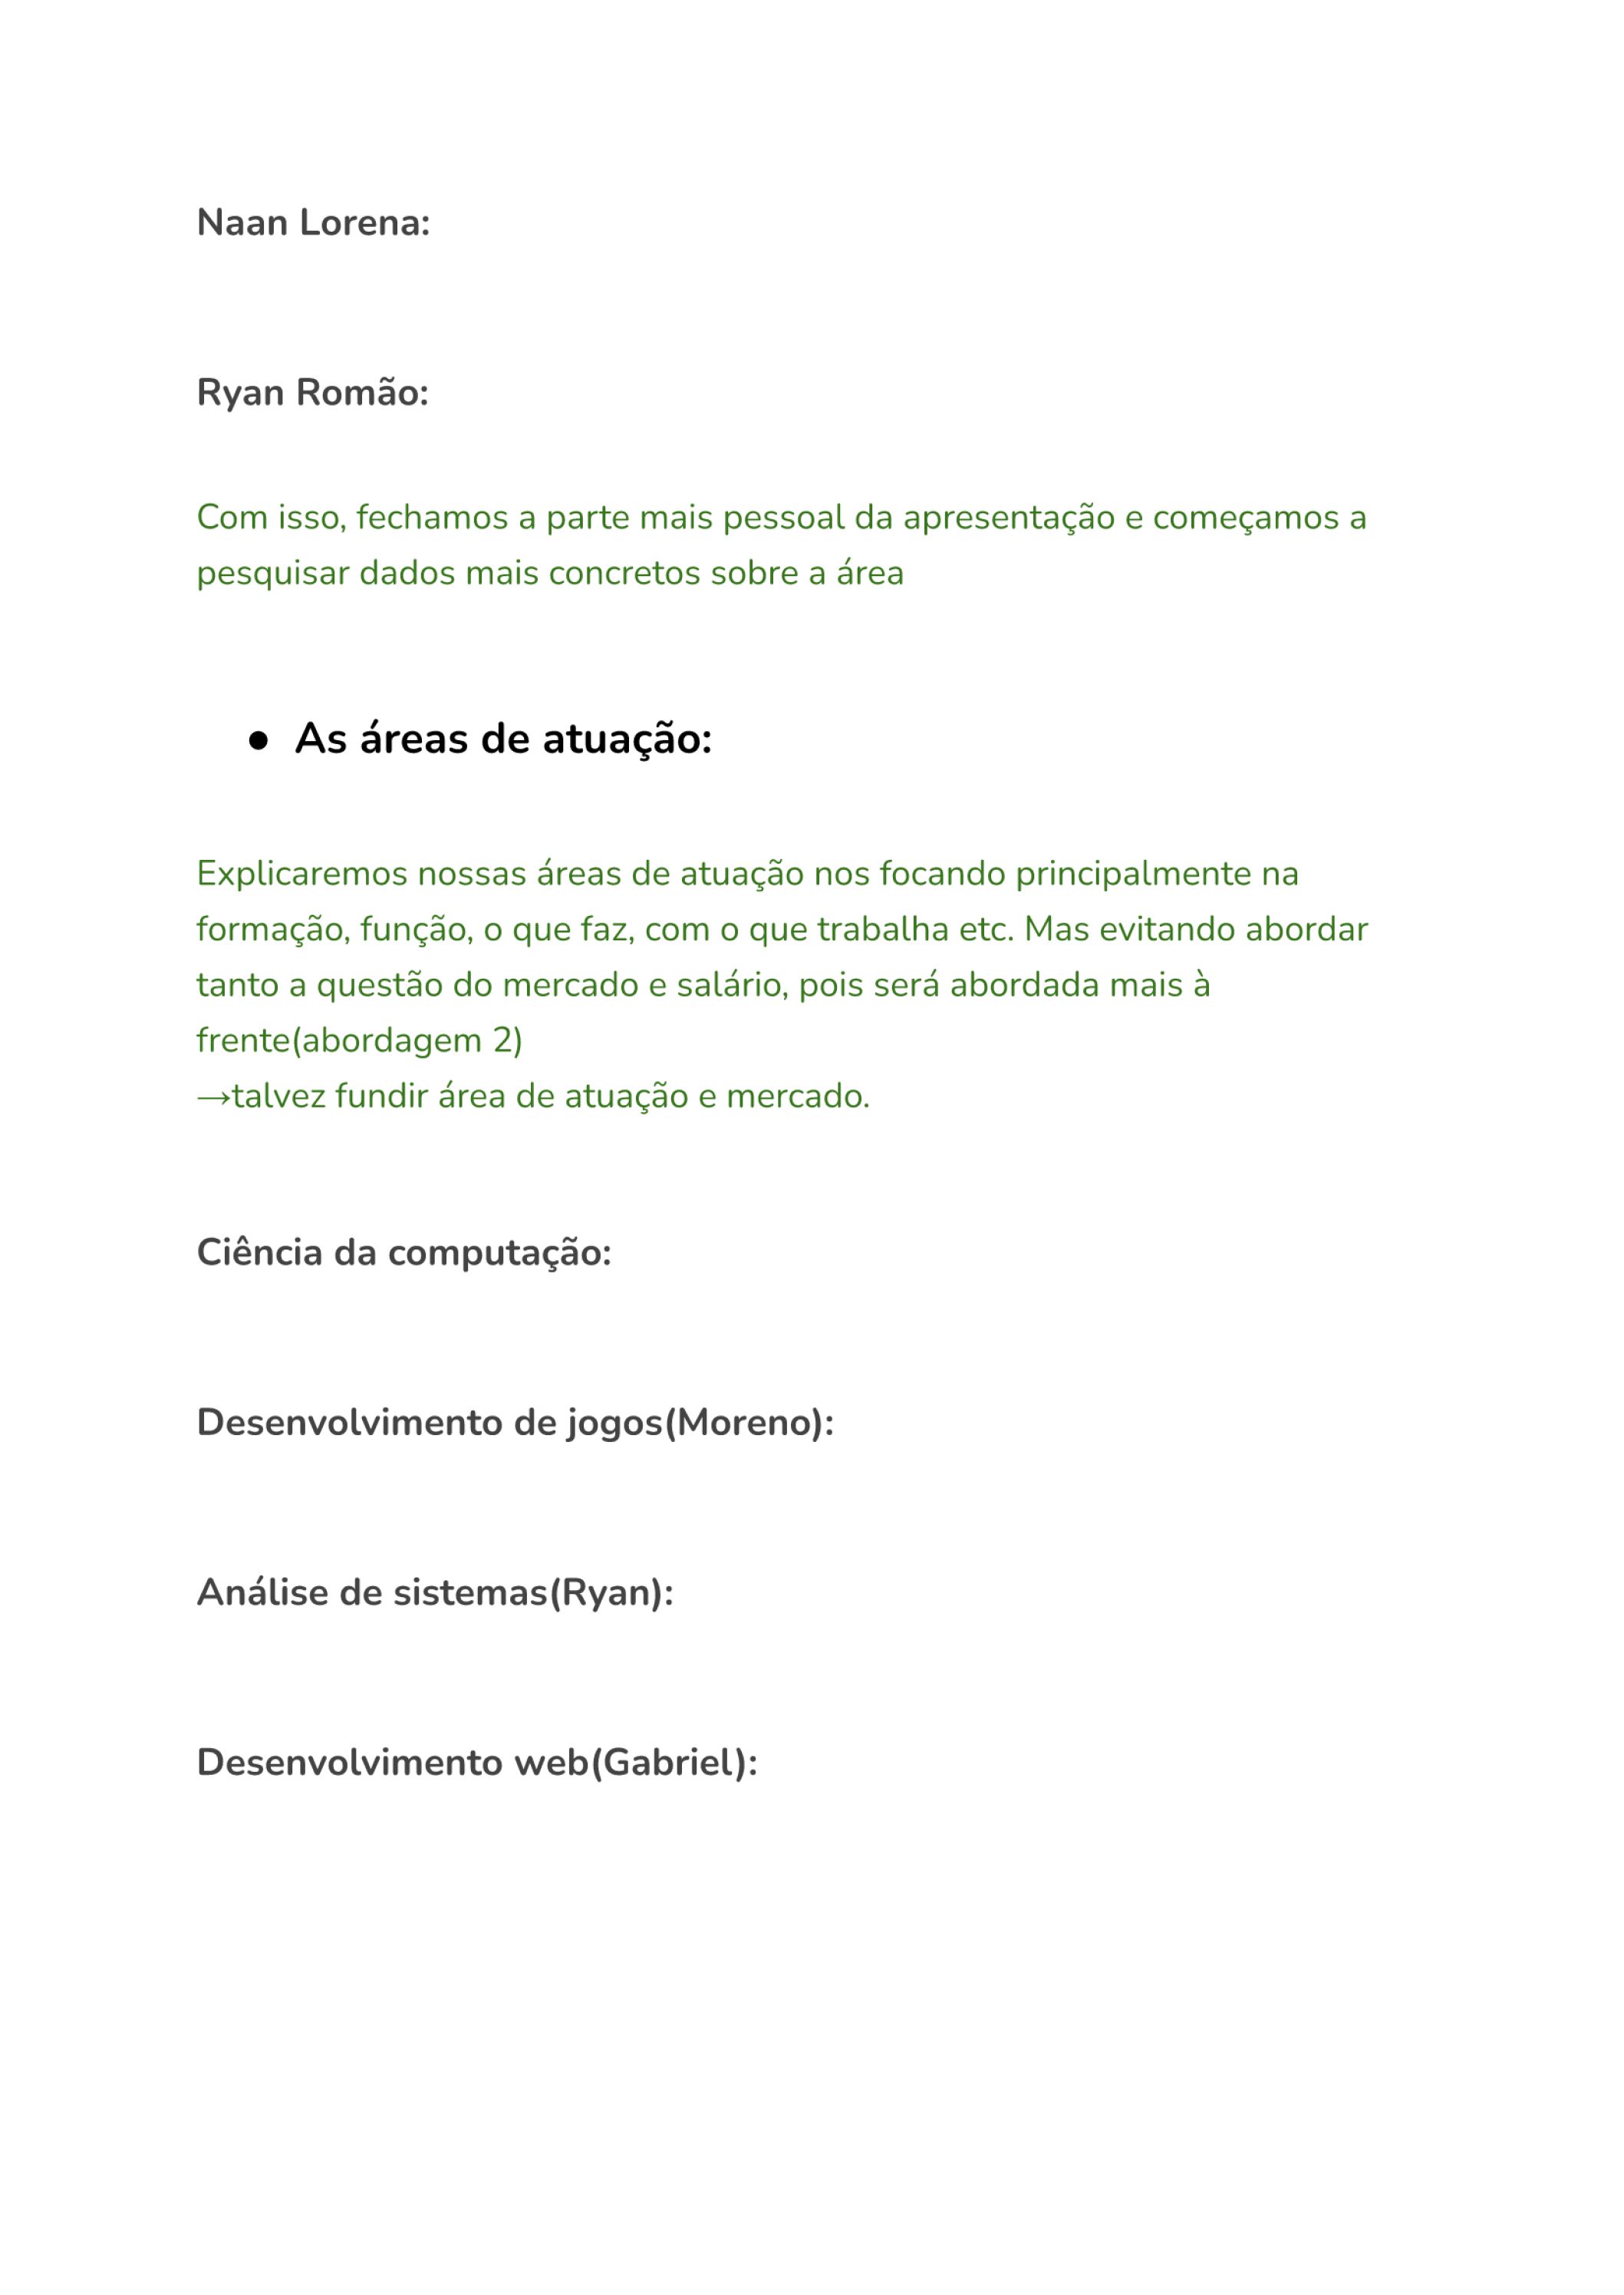 Naan Lorena:
Ryan Romão:
Com isso, fechamos a parte mais pessoal da apresentação e começamos a
pesquisar dados mais concretos sobre a área
● As áreas de atuação:
Explicaremos nossas áreas de atuação nos focando principalmente na
formação, função, o que faz, com o que trabalha etc. Mas evitando abordar
tanto a questão do mercado e salário, pois será abordada mais à
frente(abordagem 2)
→talvez fundir área de atuação e mercado.
Ciência da computação:
Desenvolvimento de jogos(Moreno):
Análise de sistemas(Ryan):
Desenvolvimento web(Gabriel):